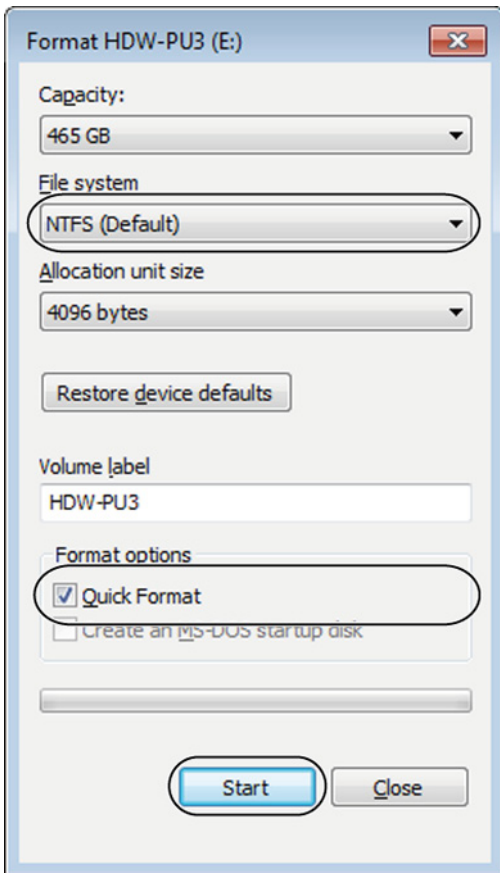 Format HDW-PU3 (E:)
Capacity:
465 GB
File system
NTFS (Default)
Allocation unit size
4096 bytes
Restore device defaults
Volume label
HDW-PU3
Format options
Quick Format
Create an MS-DOS startup disk
Start Close